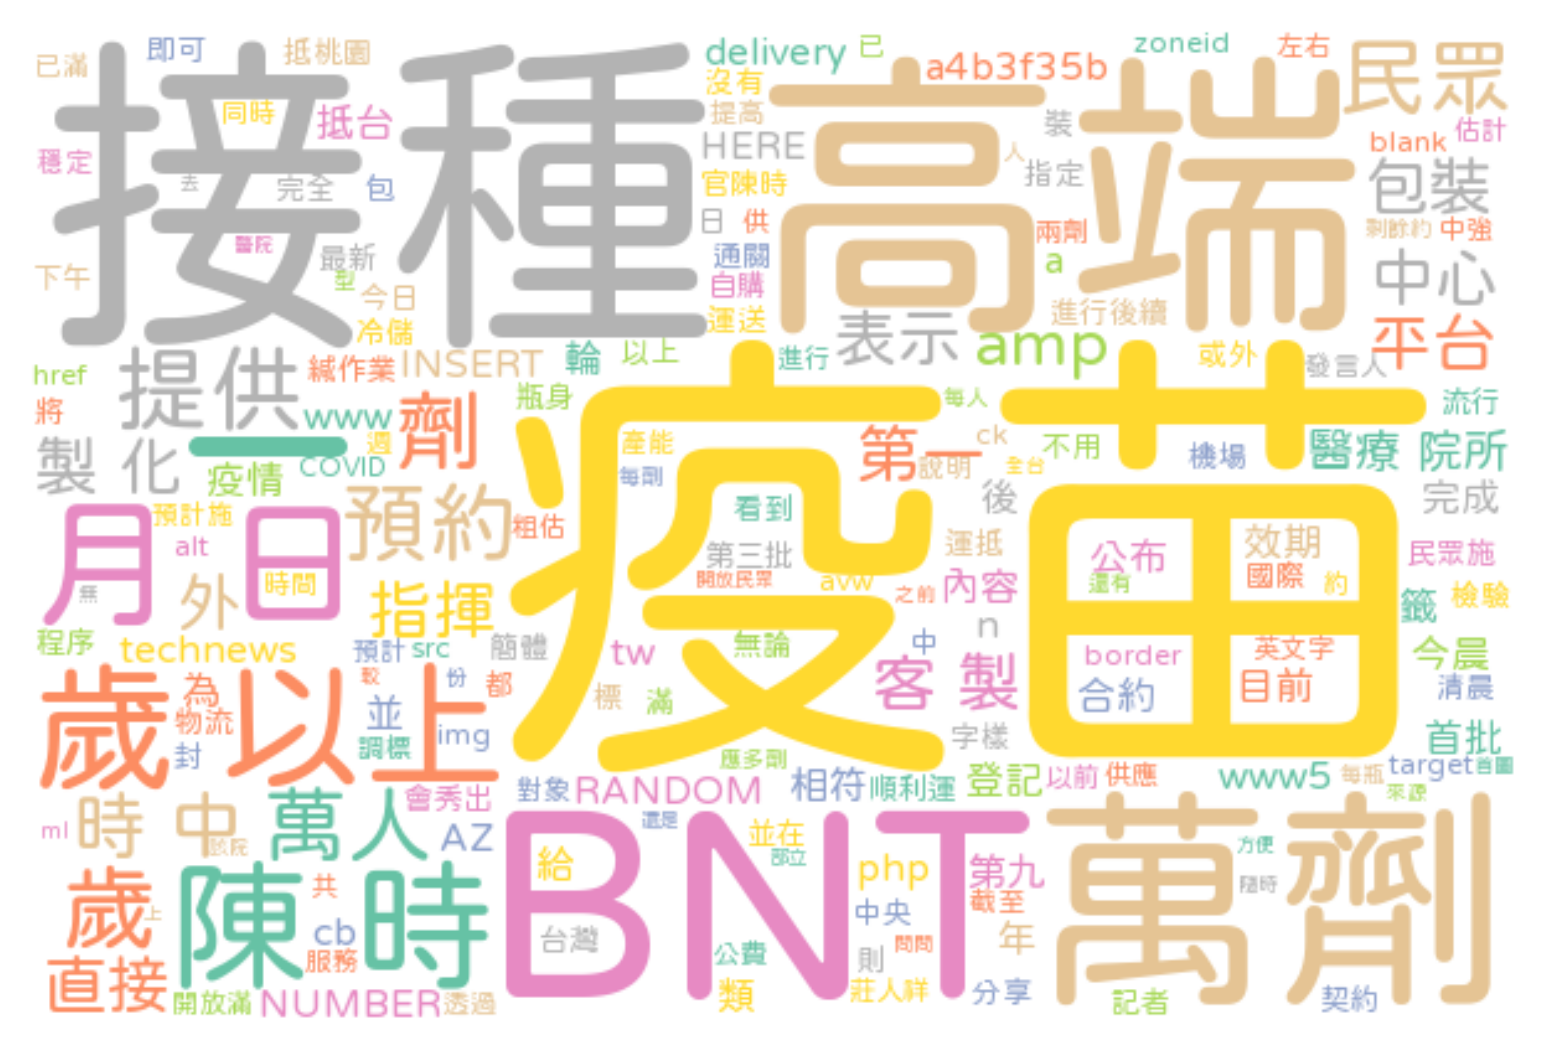 已滿
即可
抵桃園
接種
同時
抵台
穩定
去
完全
包
醫院
最新
型
下午
今日
冷儲
delivery
已
zoneid
左右
民眾
沒有
a4b3f35b
提高
高端
裝
HERE
人
指定
官陳時
日
供
兩劑
通關
a
自購
運送
進行後續
blank
估計
包裝
剩餘約
中強
中心
表示
amp
平台
提供
緘作業
INSERT
輪
以上
進行
或外
發言人
href
將
www
劑
瓶身
每人
流行
疫苗
製 化
一
週
疫情
COVID
產能
每劑
第一
ck
說明
全台
不用
機場
醫療 院所
月 日
預計施
alt
無
時間
預約
粗估
看到
後
完成
第三批
運抵
開放民眾
avw
之前
內容
公布
還有
效期
國際
約
民眾施
籤
檢驗
外
指揮
程序
technews
預計
src
簡體
tw
無論
中
n
border
英文字
今晨
歲以上
為
物流
封
較
份
都
並
調標
img
標
滿
客 製
合約
目前
清晨
字樣
應多劑
首批
對象
RANDOM
相符
順利運
登記
以前
供應
www5
每瓶
target
首圖
來源
ml
時 中
診院
萬人
會秀出
AZ
還是
BNT
並在
部立
給
php
第九
萬劑
方便
隨時
歲
上
陳時
共
cb
服務
台灣
中央
截至
問問
年
公費
則
直接
開放滿
NUMBER
透過
類
莊人祥
分享
記者
契約